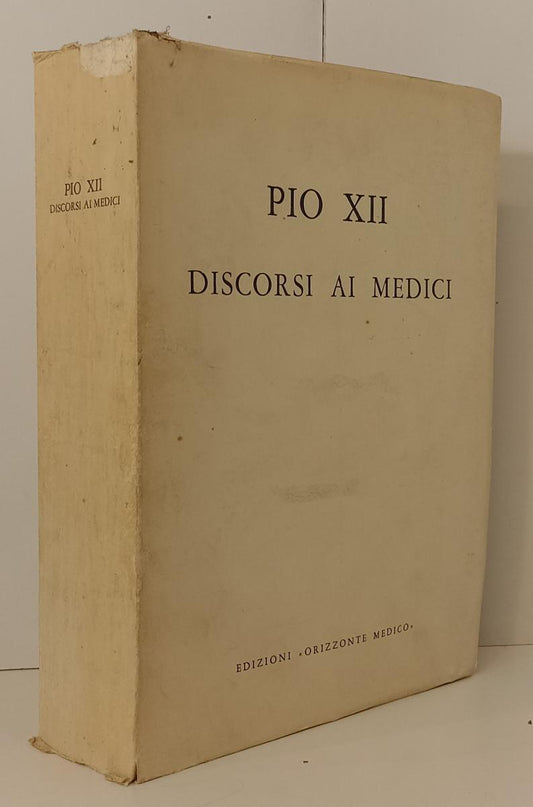 PIO XII
DISCORSI AI MEDICI
PIO XII
DISCORSI AI MEDICI
EDIZIONI «ORIZZONTE MEDICO»